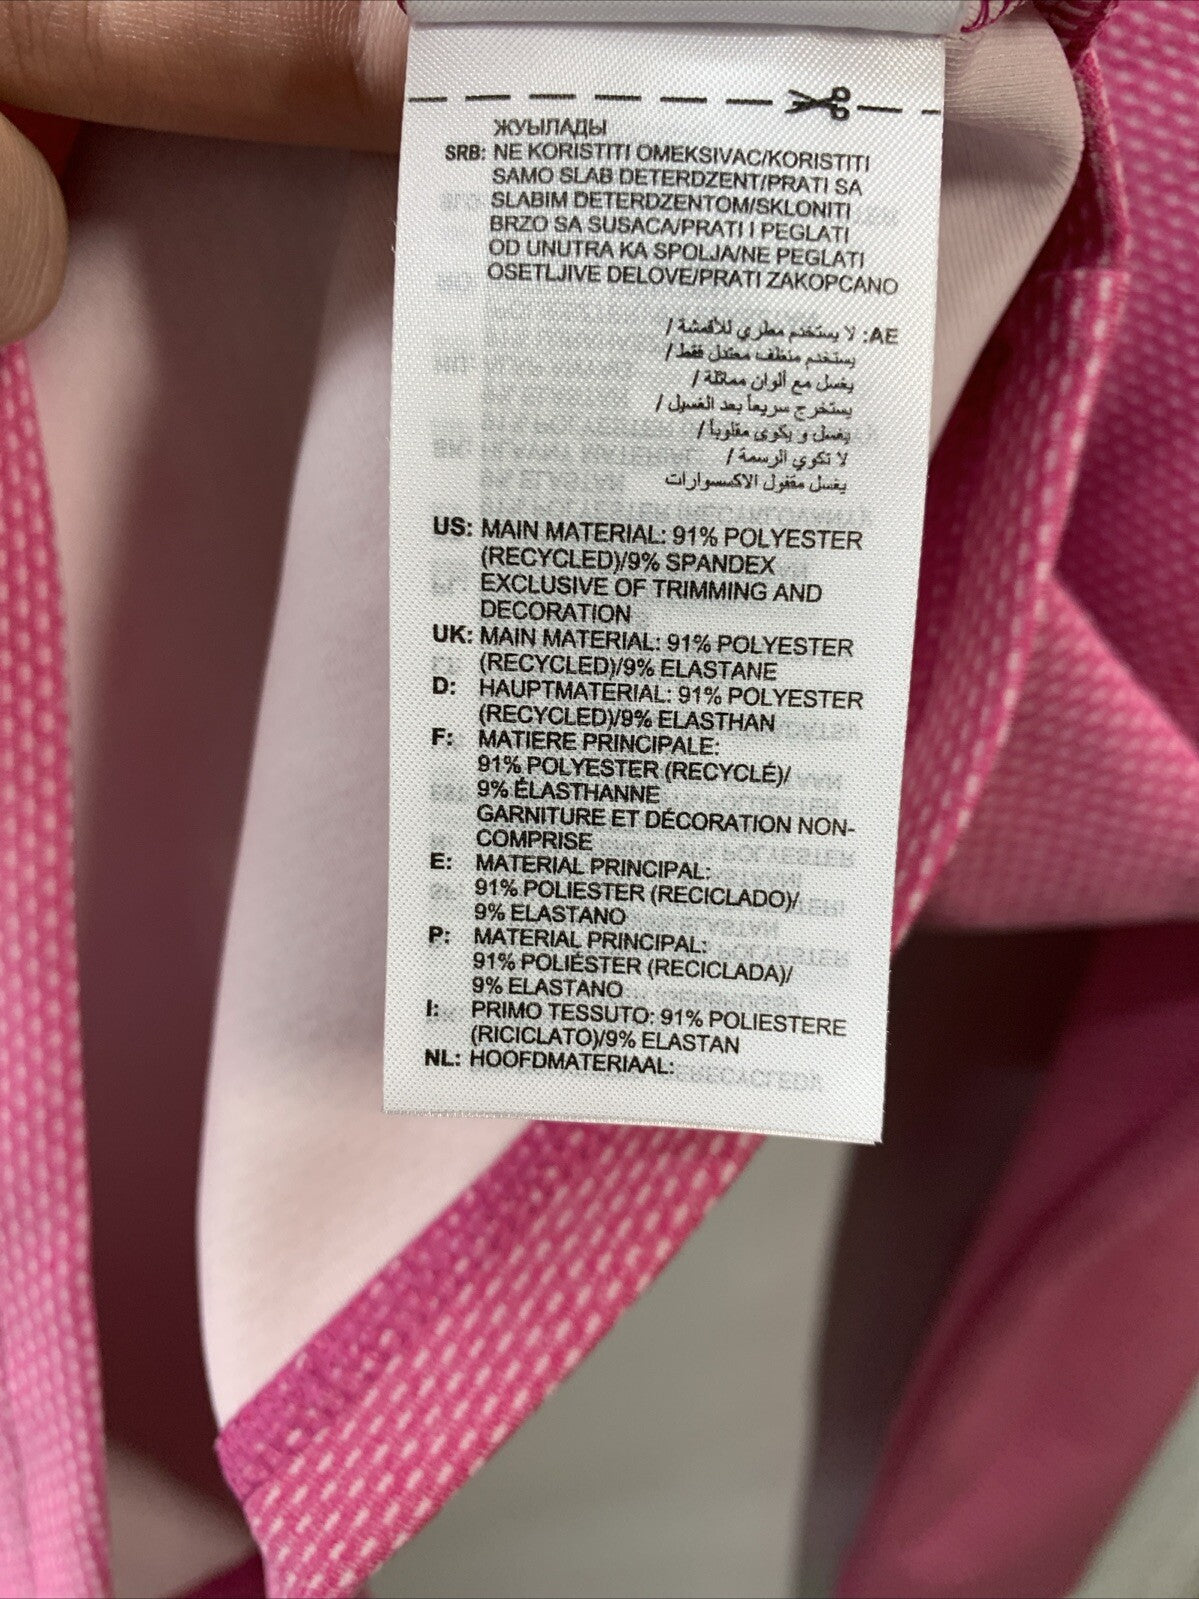 ЖУЫЛАДЫ
SRB: NE KORISTITI OMEKSIVAC/KORISTITI
SAMO SLAB DETERDZENT/PRATI SA
SLABIM DETERDZENTOM/SKLONITI
BRZO SA SUSACA/PRATI I PEGLATI
OD UNUTRA KA SPOLJA/NE PEGLATI
OSETLJIVE DELOVE/PRATI ZAKOPCANO
AE: لا يستخدم مطري للأقمشة /
يستخدم منظف معتدل فقط /
يغسل مع ألوان مماثلة /
يستخرج سريعاً بعد الغسيل /
يغسل و يكوى مقلوباً /
لا تكوي الرسمة /
يغسل مقفول الاكسسوارات
US: MAIN MATERIAL: 91% POLYESTER
(RECYCLED)/9% SPANDEX
EXCLUSIVE OF TRIMMING AND
DECORATION
UK: MAIN MATERIAL: 91% POLYESTER
(RECYCLED)/9% ELASTANE
D: HAUPTMATERIAL: 91% POLYESTER
(RECYCLED)/9% ELASTHAN
F: MATIERE PRINCIPALE:
91% POLYESTER (RECYCLÉ)/
9% ÉLASTHANNE
GARNITURE ET DÉCORATION NON-
COMPRISE
E: MATERIAL PRINCIPAL:
91% POLIESTER (RECICLADO)/
9% ELASTANO
P: MATERIAL PRINCIPAL:
91% POLIÉSTER (RECICLADA)/
9% ELASTANO
I: PRIMO TESSUTO: 91% POLIESTERE
(RICICLATO)/9% ELASTAN
NL: HOOFDMATERIAAL: